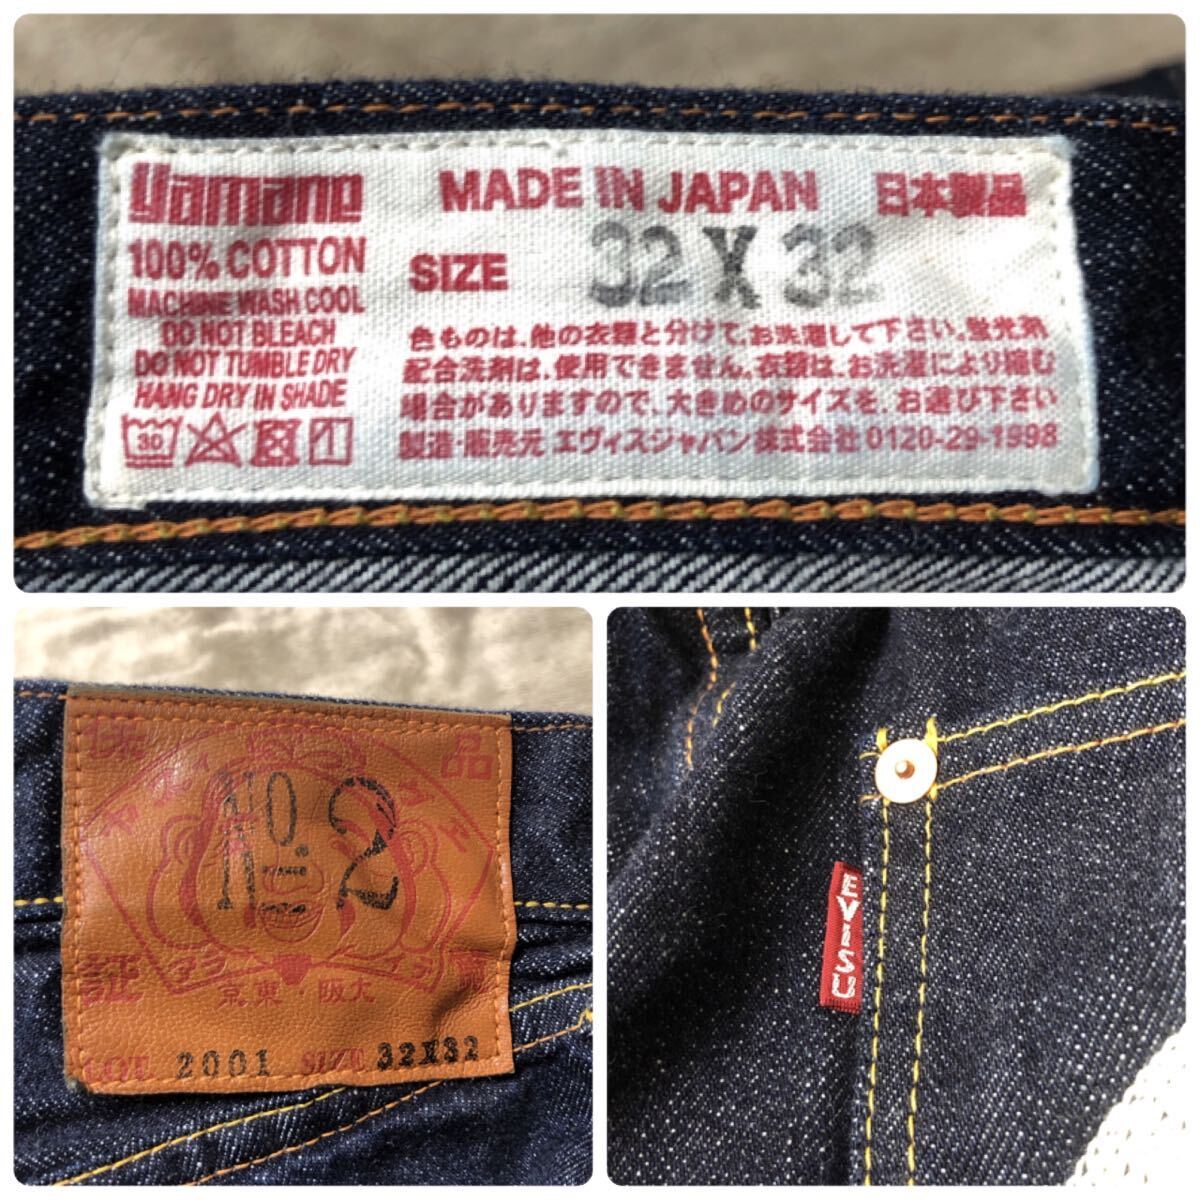 yamane
MADE IN JAPAN 日本製品
100% COTTON
SIZE 32X32
MACHINE WASH COOL
DO NOT BLEACH
DO NOT TUMBLE DRY
HANG DRY IN SHADE
30
色ものは、他の衣類と分けて、お洗濯して下さい。蛍光剤
配合洗剤は、使用できません。衣類は、お洗濯により縮む
場合がありますので、大きめのサイズを、お選び下さい
製造・販売元 エヴィスジャパン株式会社 0120-29-1998
品
NO.2
証
京東・阪大
LOT 2001 SIZE 32X32
EVISU